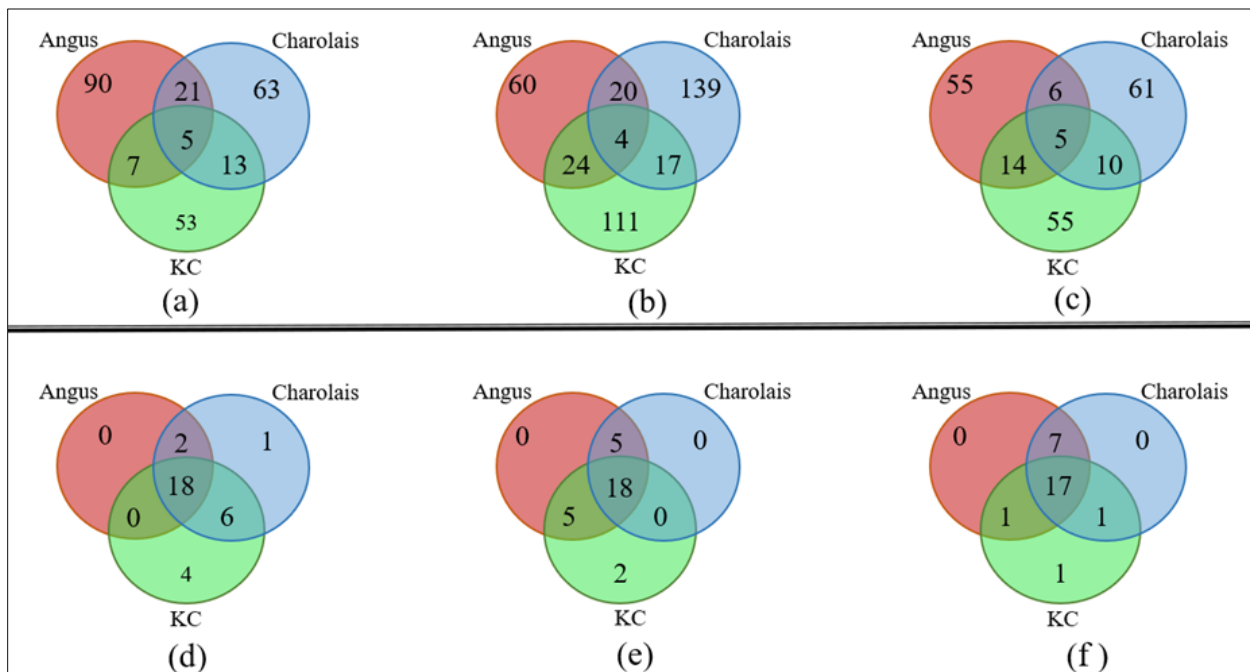 Angus Charolais
90 21 63
5
7 13
53
KC
(a)
Angus Charolais
60 20 139
4
24 17
111
KC
(b)
Angus Charolais
55 6 61
5
14 10
55
KC
(c)
Angus Charolais
0 2 1
18
0 6
4
KC
(d)
Angus Charolais
0 5 0
18
5 0
2
KC
(e)
Angus Charolais
0 7 0
17
1 1
1
KC
(f)